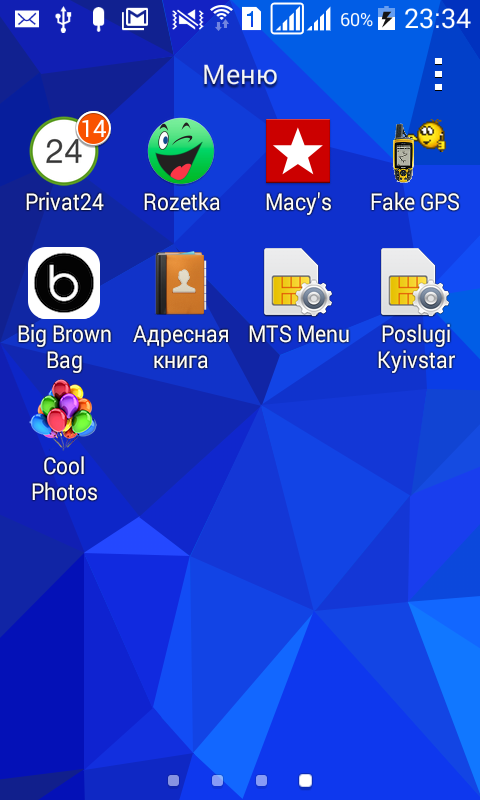 1 60% 23:34
Меню
24 14
Privat24 Rozetka Macy's Fake GPS
b
Big Brown Bag Адресная книга MTS Menu Poslugi Kyivstar
Cool Photos